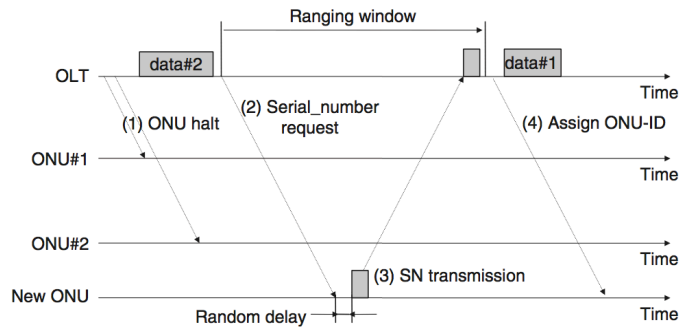 Ranging window
data#2
data#1
OLT
Time
(1) ONU halt
(2) Serial_number
request
(4) Assign ONU-ID
ONU#1
Time
ONU#2
Time
(3) SN transmission
New ONU
Time
Random delay